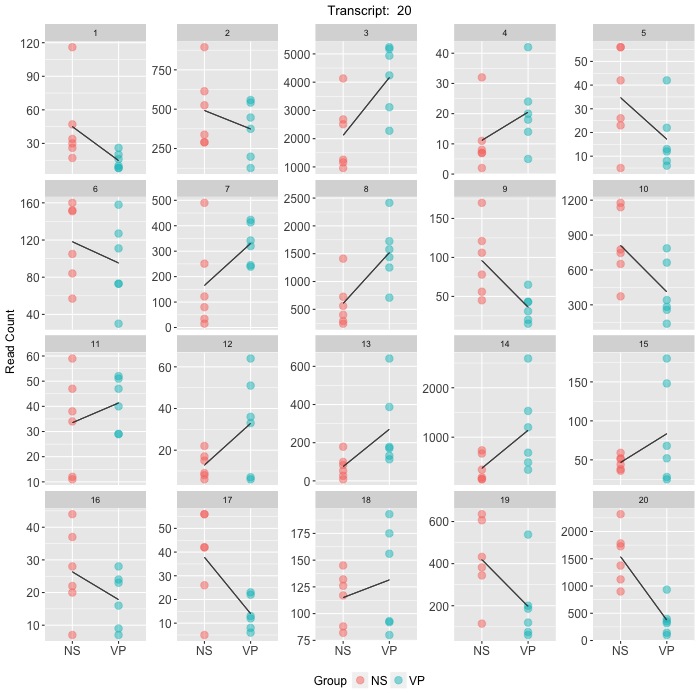 Transcript: 20
1 2 3 4 5
120 90 60 30
750 500 250
5000 4000 3000 2000 1000
40 30 20 10 0
50 40 30 20 10
6 7 8 9 10
160 120 80 40
500 400 300 200 100 0
2500 2000 1500 1000 500
150 100 50
1200 900 600 300
Read Count
11 12 13 14 15
60 50 40 30 20 10
60 40 20
600 400 200 0
2000 1000
150 100 50
16 17 18 19 20
40 30 20 10
50 40 30 20 10
175 150 125 100 75
600 400 200
2000 1500 1000 500 0
NS VP NS VP NS VP NS VP NS VP
Group NS VP